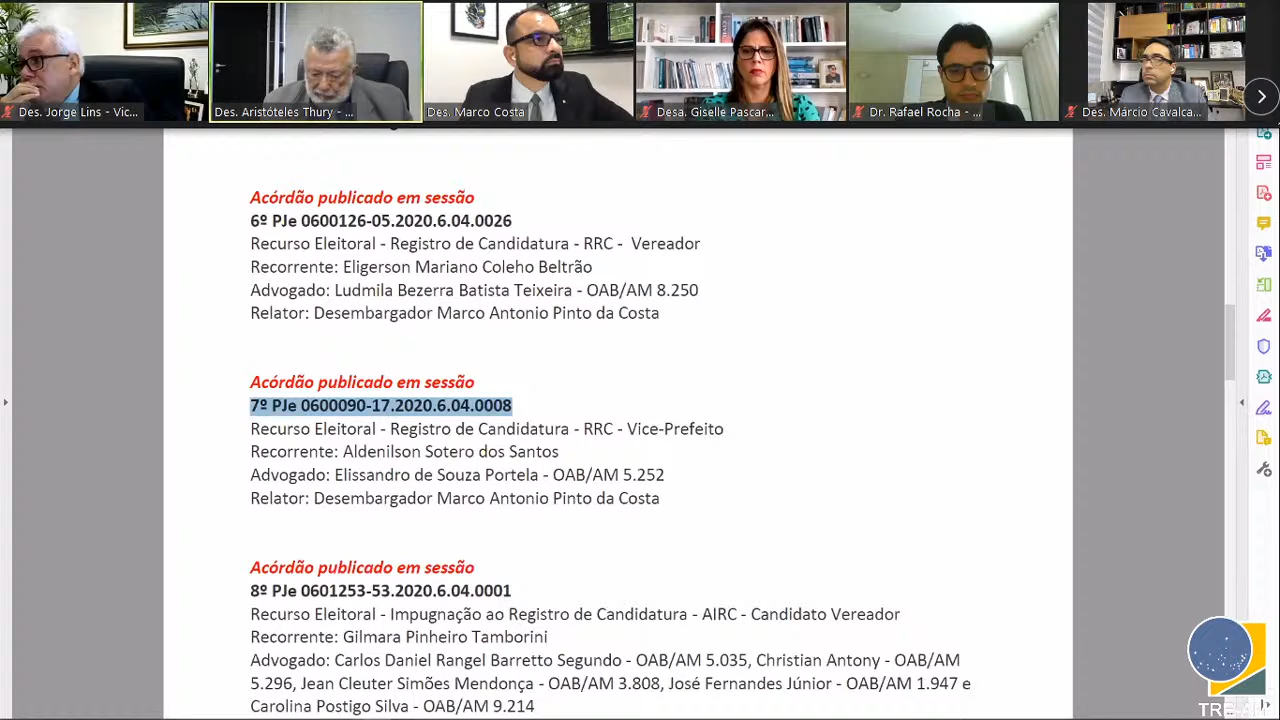 Des. Jorge Lins - Vic...
Des. Aristóteles Thury - ...
Des. Marco Costa
Desa. Giselle Pascar...
Dr. Rafael Rocha - ...
Des. Márcio Cavalca...
Acórdão publicado em sessão
6º PJe 0600126-05.2020.6.04.0026
Recurso Eleitoral - Registro de Candidatura - RRC - Vereador
Recorrente: Eligerson Mariano Coleho Beltrão
Advogado: Ludmila Bezerra Batista Teixeira - OAB/AM 8.250
Relator: Desembargador Marco Antonio Pinto da Costa
Acórdão publicado em sessão
7º PJe 0600090-17.2020.6.04.0008
Recurso Eleitoral - Registro de Candidatura - RRC - Vice-Prefeito
Recorrente: Aldenilson Sotero dos Santos
Advogado: Elissandro de Souza Portela - OAB/AM 5.252
Relator: Desembargador Marco Antonio Pinto da Costa
Acórdão publicado em sessão
8º PJe 0601253-53.2020.6.04.0001
Recurso Eleitoral - Impugnação ao Registro de Candidatura - AIRC - Candidato Vereador
Recorrente: Gilmara Pinheiro Tamborini
Advogado: Carlos Daniel Rangel Barretto Segundo - OAB/AM 5.035, Christian Antony - OAB/AM
5.296, Jean Cleuter Simões Mendonça - OAB/AM 3.808, José Fernandes Júnior - OAB/AM 1.947 e
Carolina Postigo Silva - OAB/AM 9.214